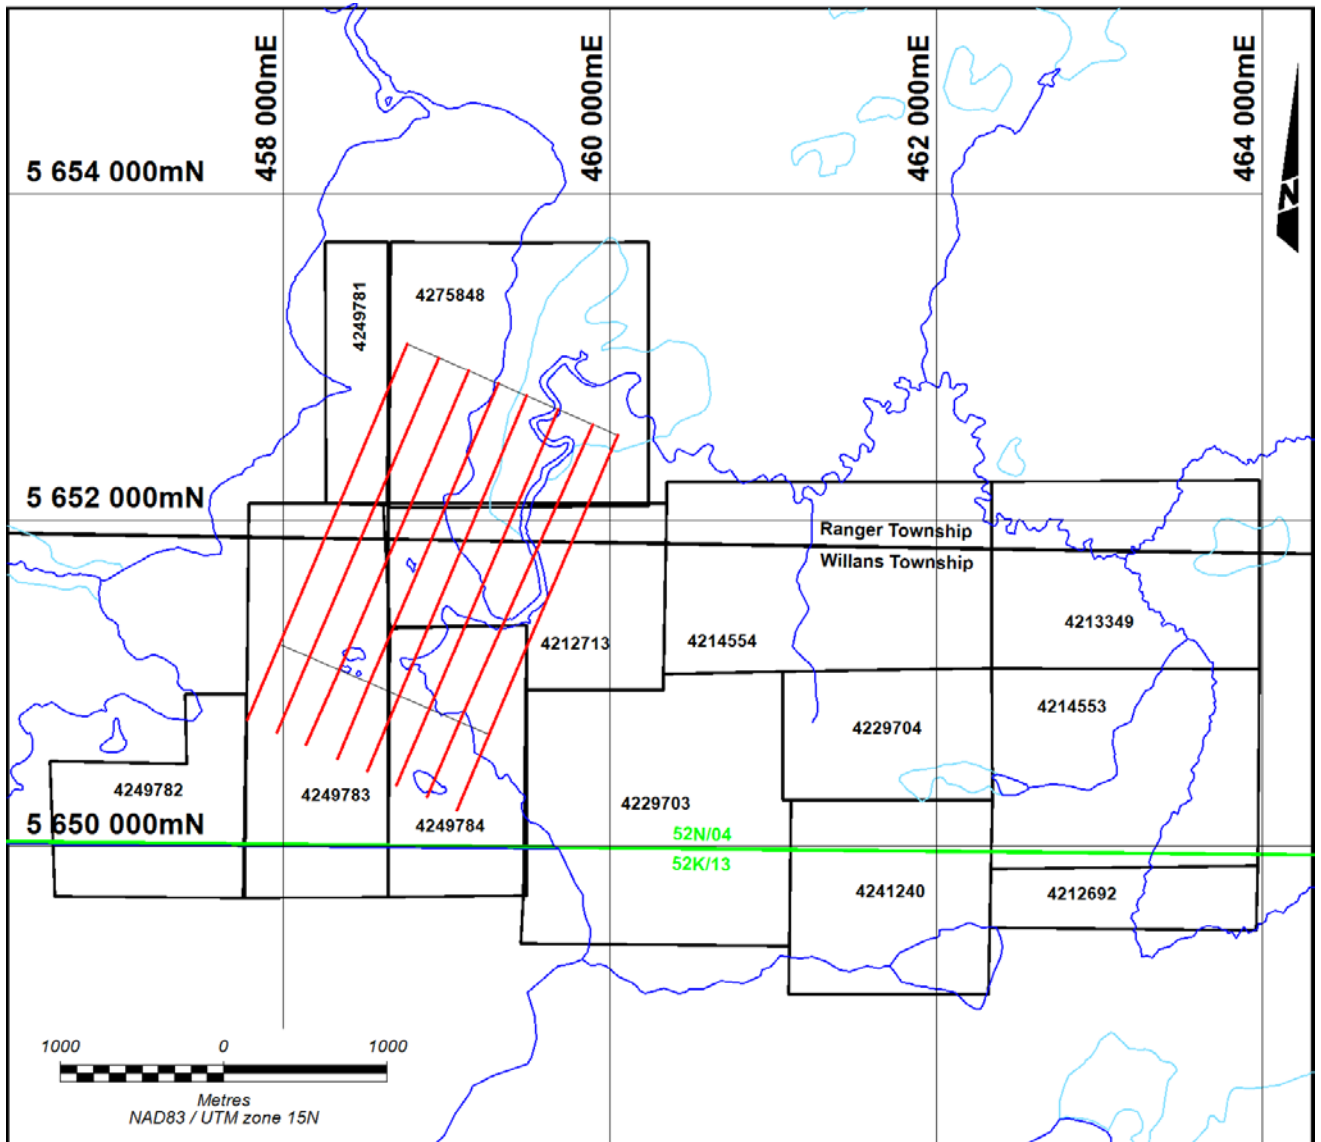 458 000mE
460 000mE
462 000mE
464 000mE
5 654 000mN
N
4249781
4275848
5 652 000mN
Ranger Township
Willans Township
4213349
4212713
4214554
4214553
4229704
4249782
4249783
4229703
5 650 000mN
4249784
52N/04
52K/13
4241240
4212692
1000 0 1000
Metres
NAD83 / UTM zone 15N